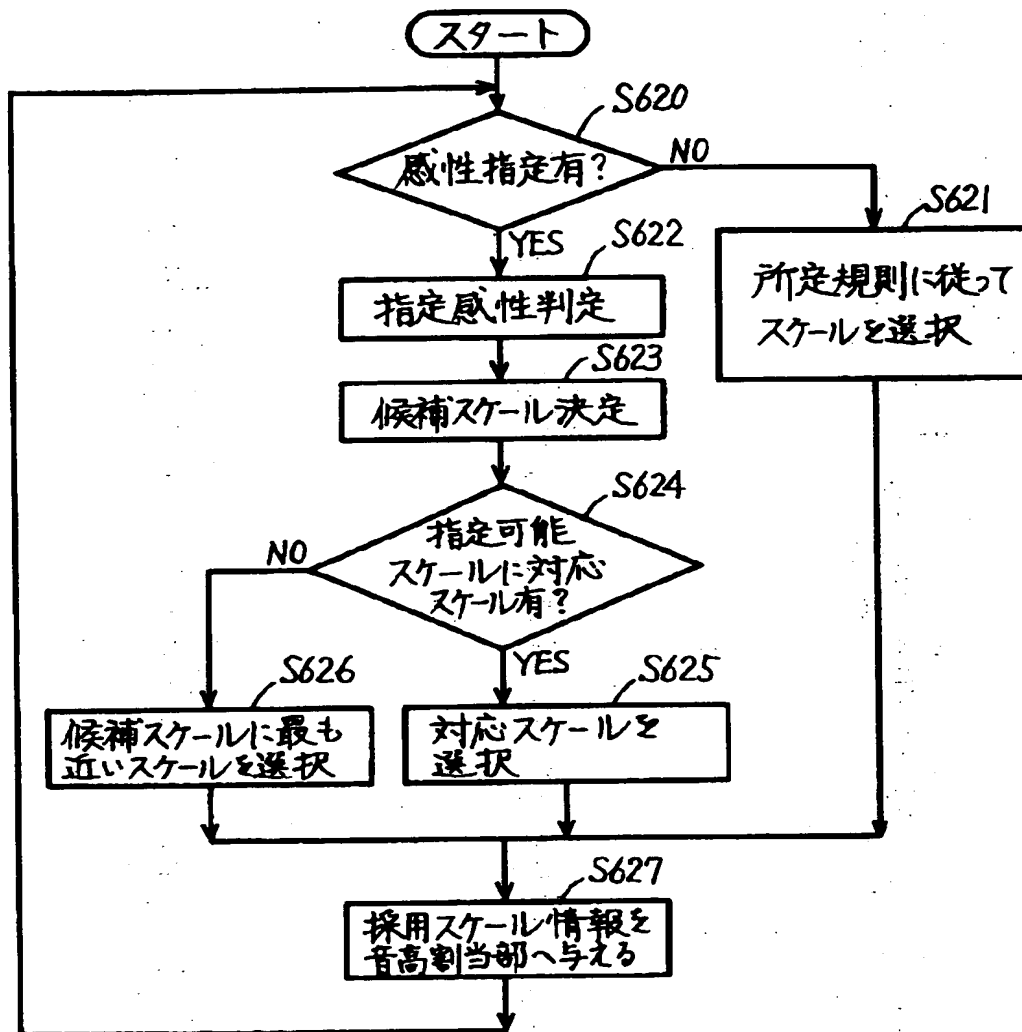 スタート
S620
感性指定有?
NO
YES
S621
所定規則に従って
スケールを選択
S622
指定感性判定
S623
候補スケール決定
S624
指定可能
スケールに対応
スケール有?
NO
YES
S626
候補スケールに最も
近いスケールを選択
S625
対応スケールを
選択
S627
採用スケール情報を
音高割当部へ与える